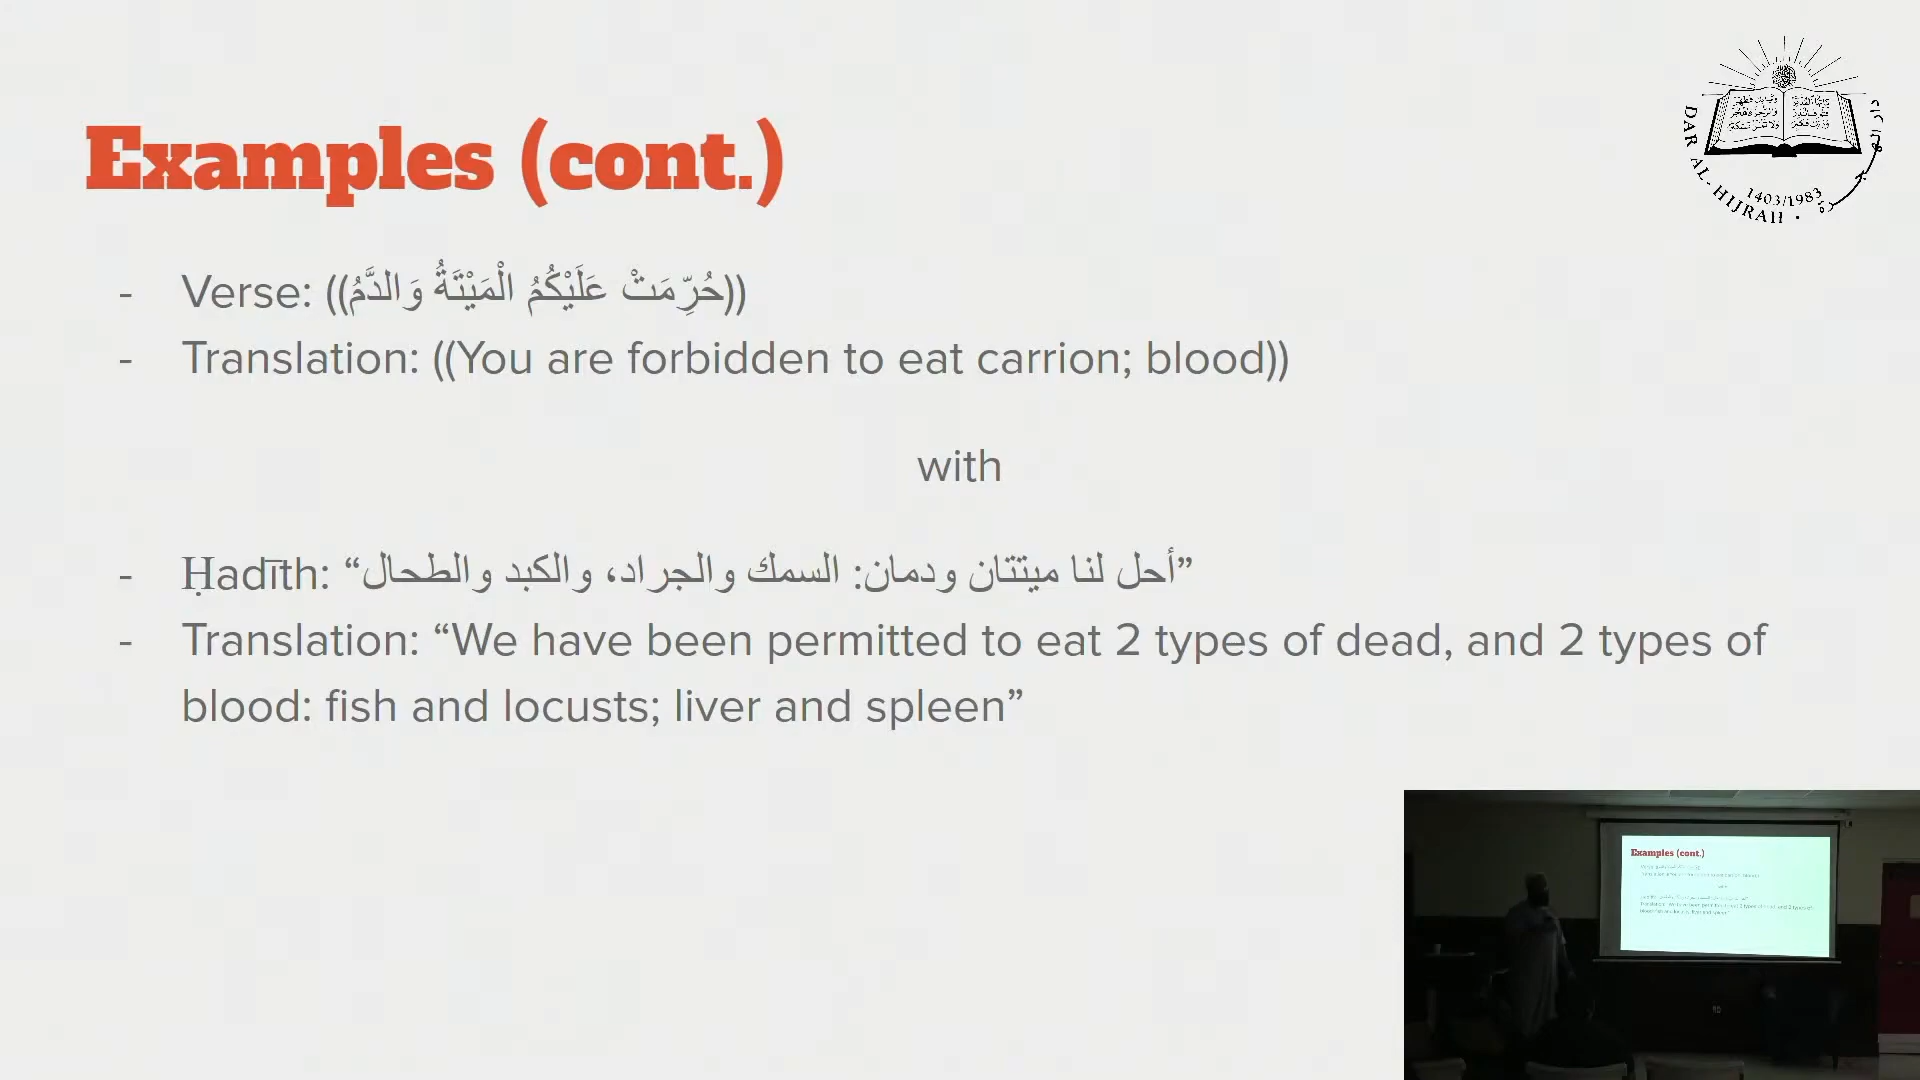 Examples (cont.)
DAR AL-HIJRAH · 1403/1983
- Verse: ((حُرِّمَتْ عَلَيْكُمُ الْمَيْتَةُ وَالدَّمُ))
- Translation: ((You are forbidden to eat carrion; blood))
with
- Ḥadīth: “أحل لنا ميتتان ودمان: السمك والجراد، والكبد والطحال”
- Translation: “We have been permitted to eat 2 types of dead, and 2 types of
blood: fish and locusts; liver and spleen”
Examples (cont.)